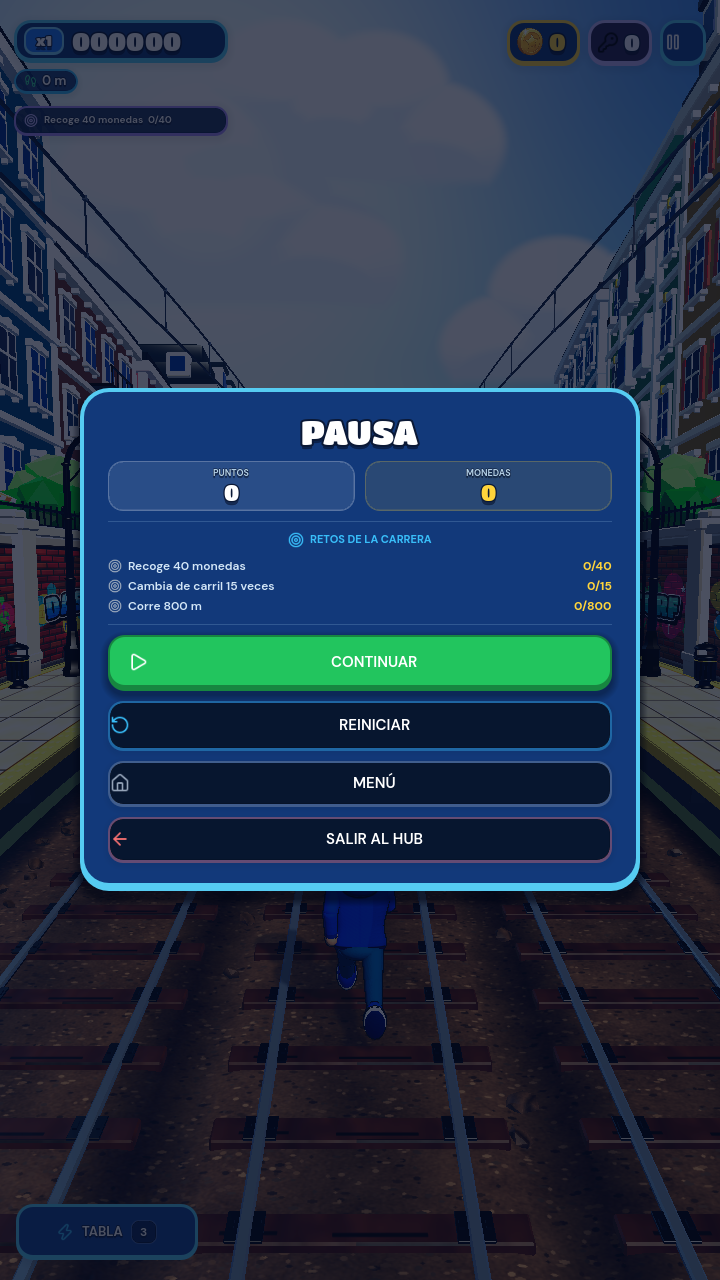 x1 000000
0
0
0 m
Recoge 40 monedas 0/40
PAUSA
PUNTOS
0
MONEDAS
0
RETOS DE LA CARRERA
Recoge 40 monedas 0/40
Cambia de carril 15 veces 0/15
Corre 800 m 0/800
CONTINUAR
REINICIAR
MENÚ
SALIR AL HUB
TABLA 3